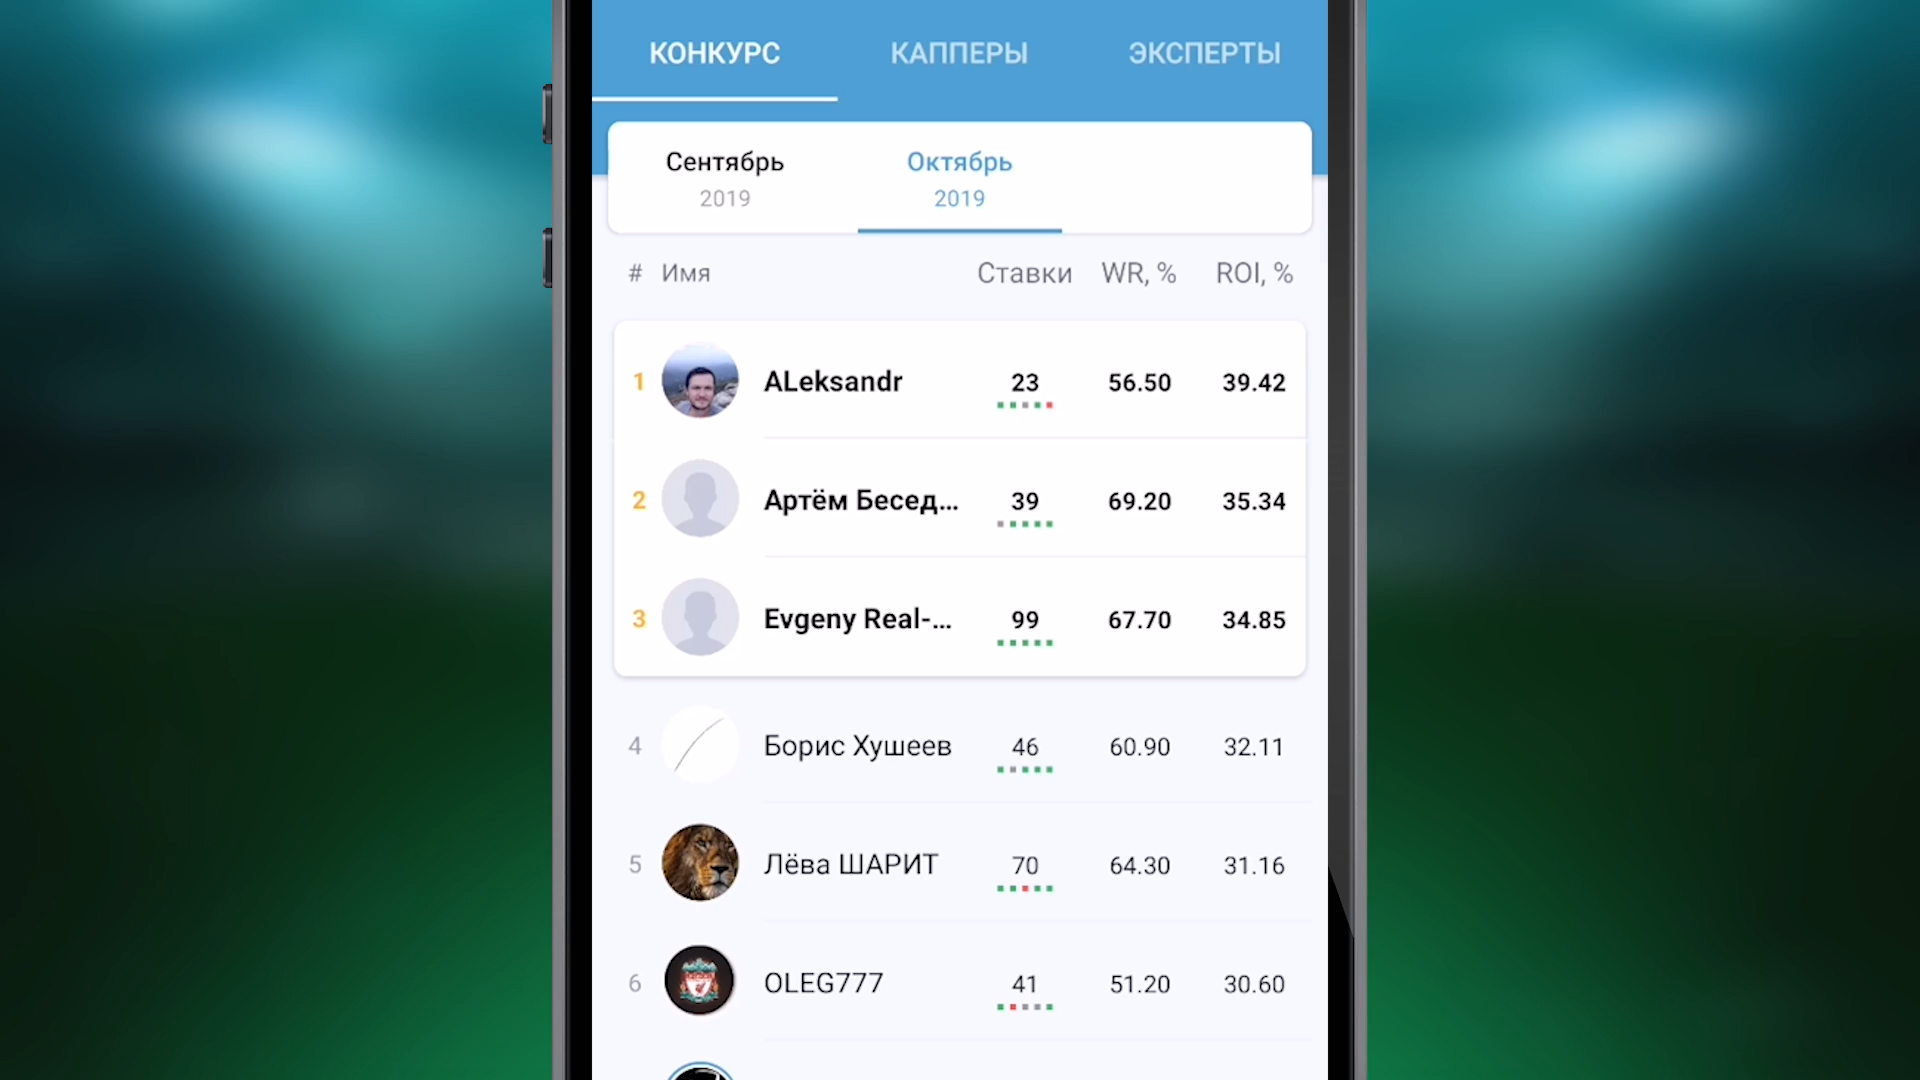 КОНКУРС КАППЕРЫ ЭКСПЕРТЫ
Сентябрь Октябрь
2019 2019
# Имя Ставки WR, % ROI, %
1 ALeksandr 23 56.50 39.42
2 Артём Бесед... 39 69.20 35.34
3 Evgeny Real-... 99 67.70 34.85
4 Борис Хушеев 46 60.90 32.11
5 Лёва ШАРИТ 70 64.30 31.16
6 OLEG777 41 51.20 30.60